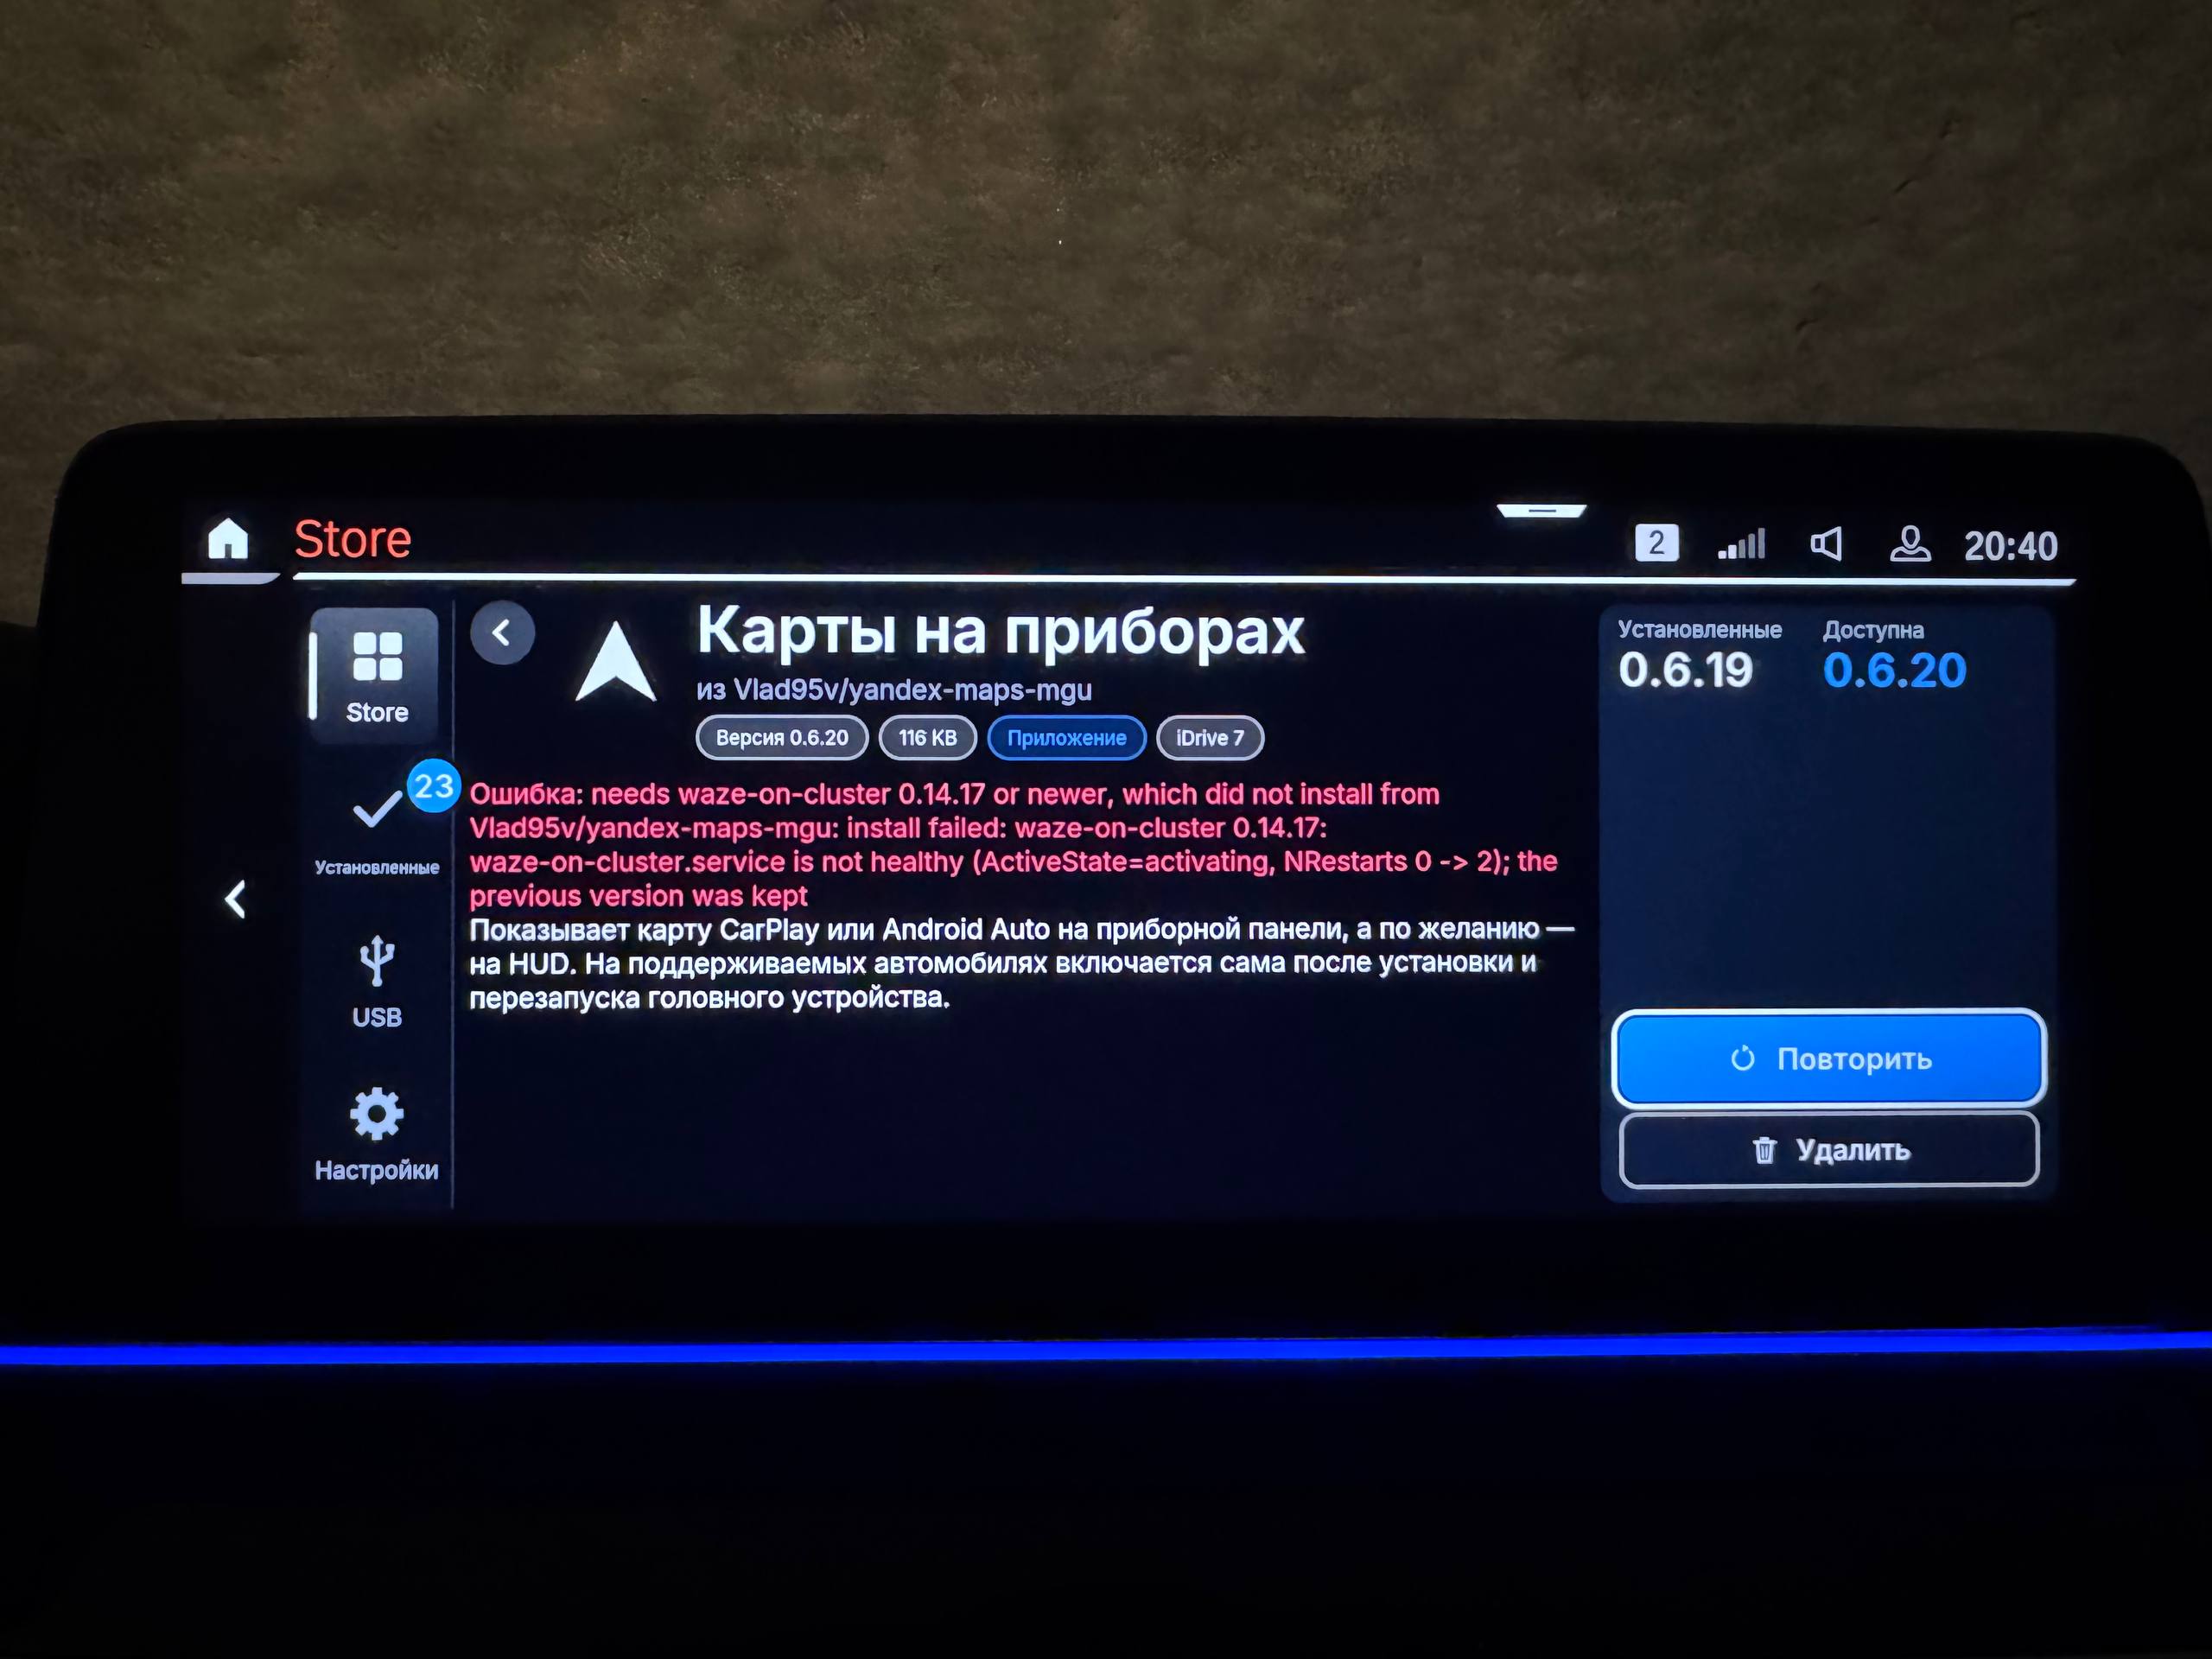 Store
2
20:40
Store
23
Установленные
USB
Настройки
Карты на приборах
из Vlad95v/yandex-maps-mgu
Версия 0.6.20
116 KB
Приложение
iDrive 7
Ошибка: needs waze-on-cluster 0.14.17 or newer, which did not install from
Vlad95v/yandex-maps-mgu: install failed: waze-on-cluster 0.14.17:
waze-on-cluster.service is not healthy (ActiveState=activating, NRestarts 0 -> 2); the
previous version was kept
Показывает карту CarPlay или Android Auto на приборной панели, а по желанию —
на HUD. На поддерживаемых автомобилях включается сама после установки и
перезапуска головного устройства.
Установленные
0.6.19
Доступна
0.6.20
Повторить
Удалить